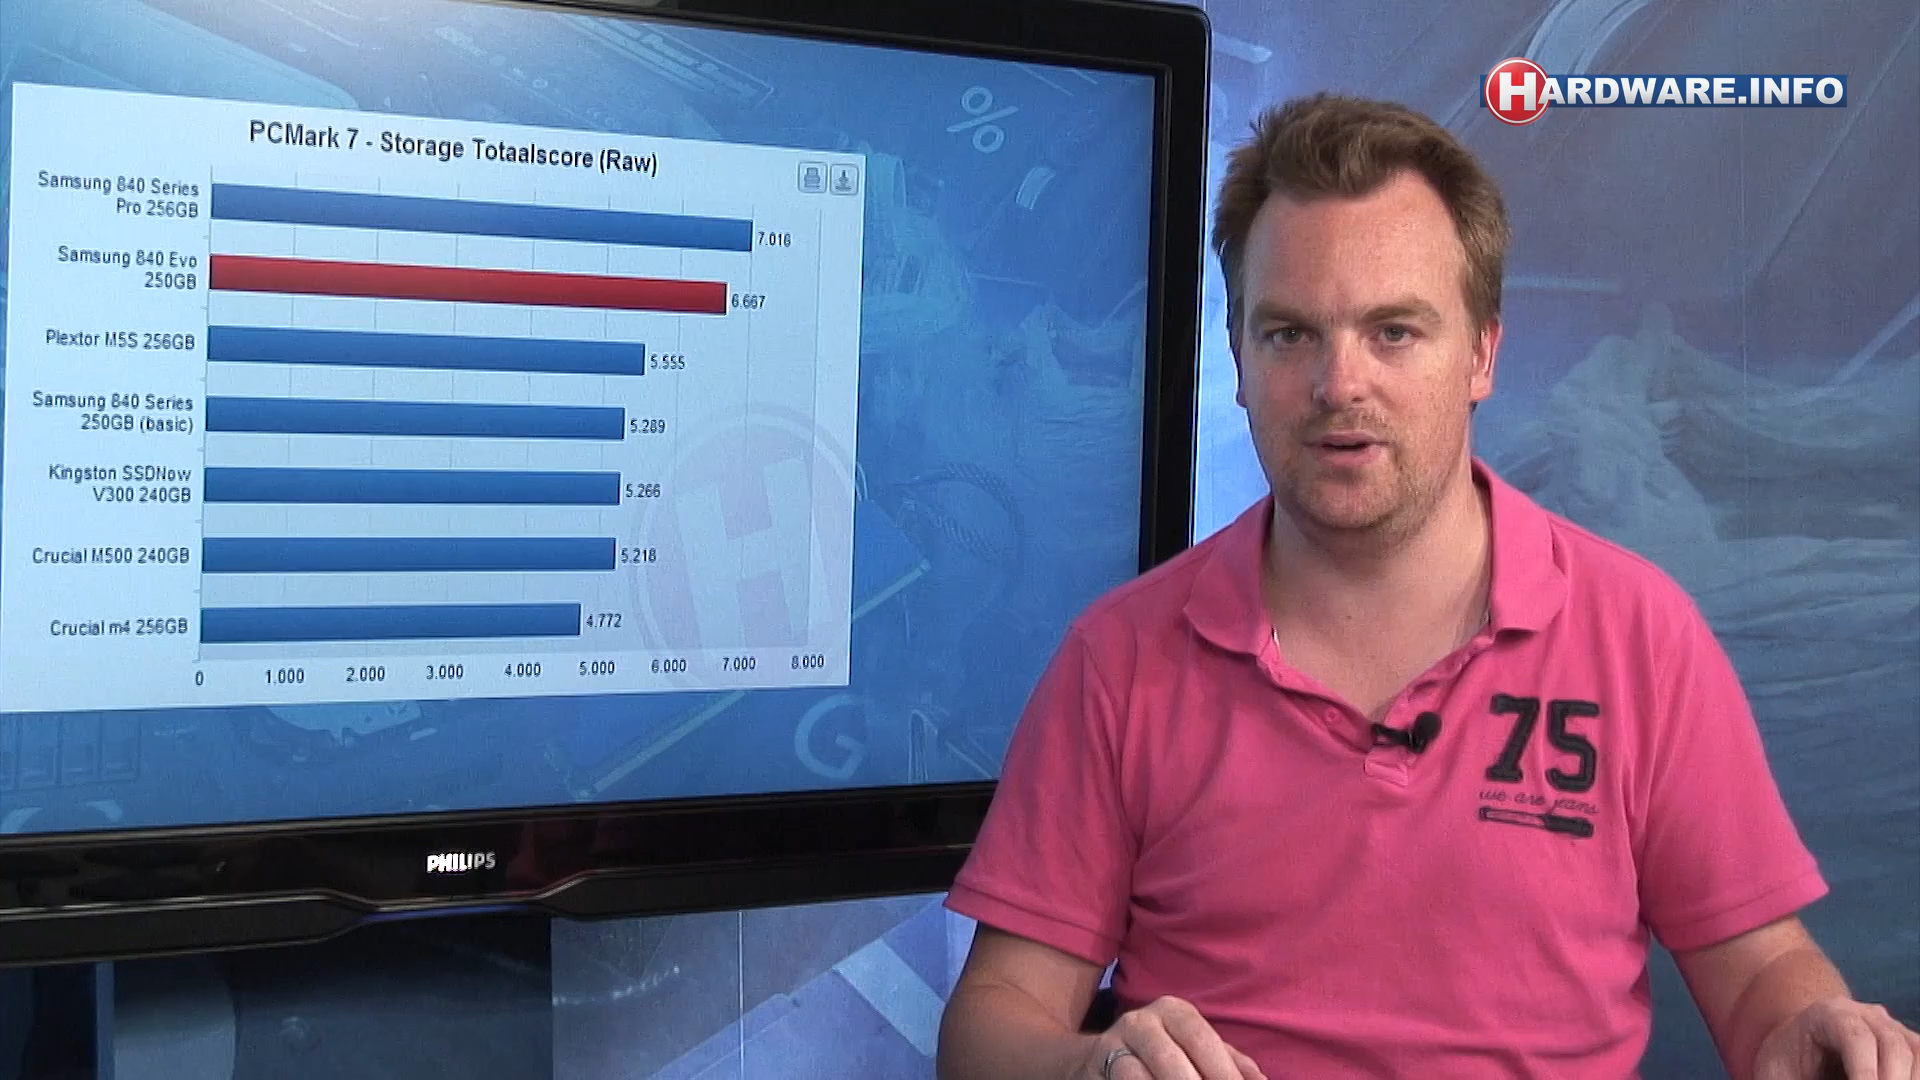 HARDWARE.INFO
PCMark 7 - Storage Totaalscore (Raw)
Samsung 840 Series
Pro 256GB
7.016
Samsung 840 Evo
250GB
6.667
Plextor M5S 256GB
5.555
Samsung 840 Series
250GB (basic)
5.289
Kingston SSDNow
V300 240GB
5.266
Crucial M500 240GB
5.218
Crucial m4 256GB
4.772
0 1.000 2.000 3.000 4.000 5.000 6.000 7.000 8.000
%
G
H
PHILIPS
75
we are jeans